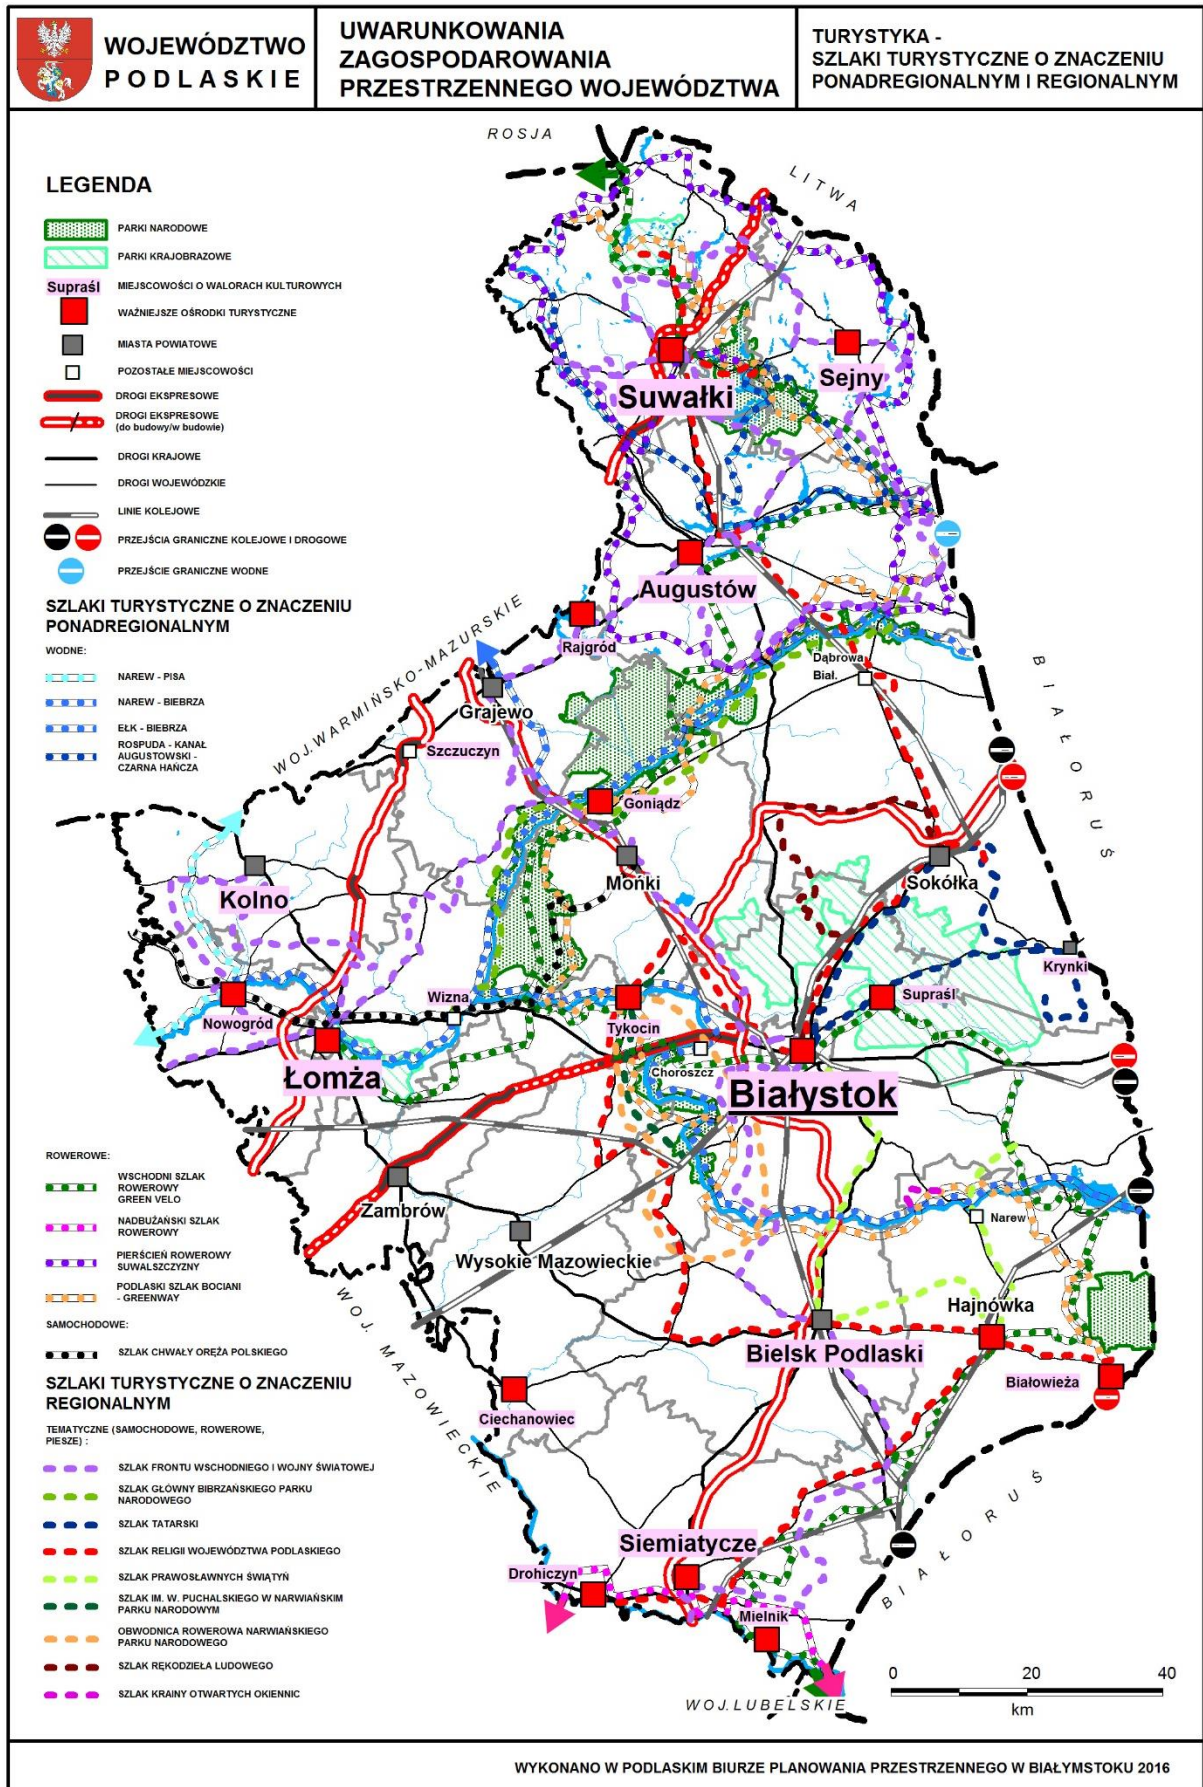 WOJEWÓDZTWO
PODLASKIE
UWARUNKOWANIA
ZAGOSPODAROWANIA
PRZESTRZENNEGO WOJEWÓDZTWA
TURYSTYKA -
SZLAKI TURYSTYCZNE O ZNACZENIU
PONADREGIONALNYM I REGIONALNYM
LEGENDA
PARKI NARODOWE
PARKI KRAJOBRAZOWE
Supraśl MIEJSCOWOŚCI O WALORACH KULTUROWYCH
WAŻNIEJSZE OŚRODKI TURYSTYCZNE
MIASTA POWIATOWE
POZOSTAŁE MIEJSCOWOŚCI
DROGI EKSPRESOWE
DROGI EKSPRESOWE
(do budowy/w budowie)
DROGI KRAJOWE
DROGI WOJEWÓDZKIE
LINIE KOLEJOWE
PRZEJŚCIA GRANICZNE KOLEJOWE I DROGOWE
PRZEJŚCIE GRANICZNE WODNE
SZLAKI TURYSTYCZNE O ZNACZENIU
PONADREGIONALNYM
WODNE:
NAREW - PISA
NAREW - BIEBRZA
EŁK - BIEBRZA
ROSPUDA - KANAŁ
AUGUSTOWSKI -
CZARNA HAŃCZA
ROWEROWE:
WSCHODNI SZLAK
ROWEROWY
GREEN VELO
NADBUŻAŃSKI SZLAK
ROWEROWY
PIERŚCIEŃ ROWEROWY
SUWALSZCZYZNY
PODLASKI SZLAK BOCIANI
- GREENWAY
SAMOCHODOWE:
SZLAK CHWAŁY ORĘŻA POLSKIEGO
SZLAKI TURYSTYCZNE O ZNACZENIU
REGIONALNYM
TEMATYCZNE (SAMOCHODOWE, ROWEROWE,
PIESZE) :
SZLAK FRONTU WSCHODNIEGO I WOJNY ŚWIATOWEJ
SZLAK GŁÓWNY BIBRZAŃSKIEGO PARKU
NARODOWEGO
SZLAK TATARSKI
SZLAK RELIGII WOJEWÓDZTWA PODLASKIEGO
SZLAK PRAWOSŁAWNYCH ŚWIĄTYŃ
SZLAK IM. W. PUCHALSKIEGO W NARWIAŃSKIM
PARKU NARODOWYM
OBWODNICA ROWEROWA NARWIAŃSKIEGO
PARKU NARODOWEGO
SZLAK RĘKODZIEŁA LUDOWEGO
SZLAK KRAINY OTWARTYCH OKIENNIC
ROSJA
LITWA
Suwałki
Sejny
Augustów
WOJ. WARMIŃSKO-MAZURSKIE
Rajgród
Dąbrowa
Biał.
BIAŁORUŚ
Grajewo
Szczuczyn
Goniądz
Mońki
Sokółka
Kolno
Krynki
Wizna
Supraśl
Nowogród
Tykocin
Choroszcz
Łomża
Białystok
Zambrów
Narew
Wysokie Mazowieckie
Hajnówka
WOJ. MAZOWIECKIE
Bielsk Podlaski
Białowieża
Ciechanowiec
BIAŁORUŚ
Siemiatycze
Drohiczyn
Mielnik
WOJ.LUBELSKIE
0 20 40
km
WYKONANO W PODLASKIM BIURZE PLANOWANIA PRZESTRZENNEGO W BIAŁYMSTOKU 2016